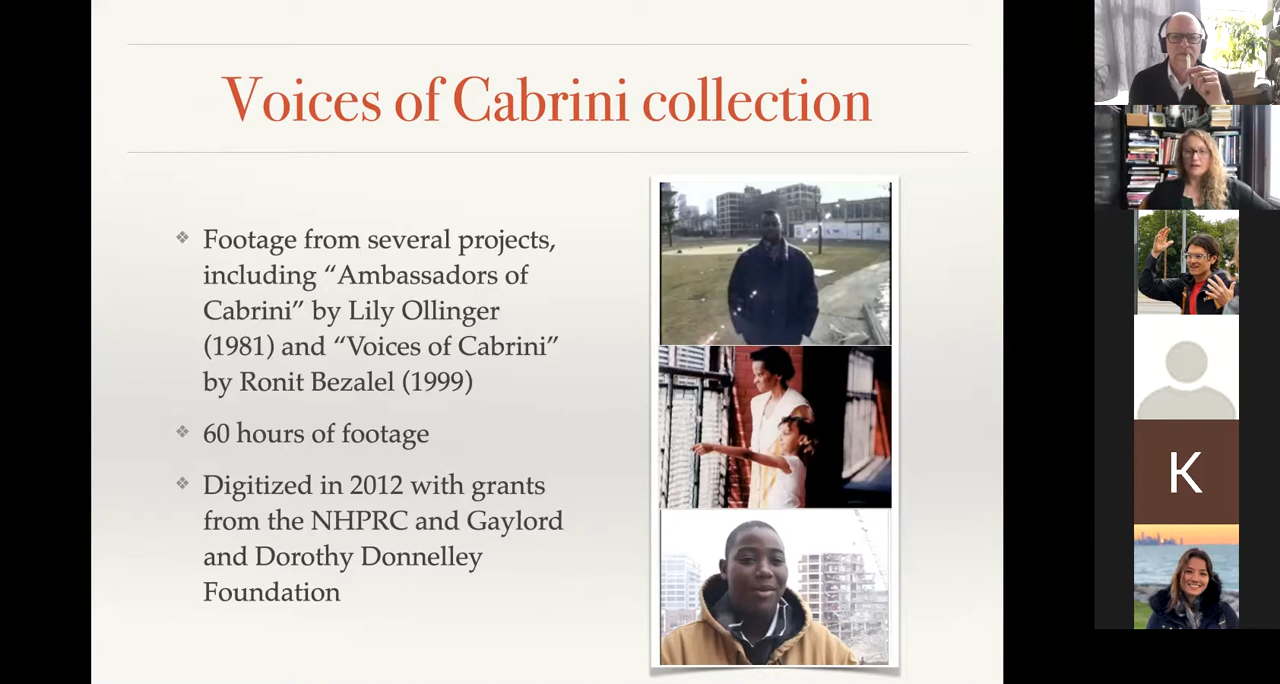 Voices of Cabrini collection
❖ Footage from several projects,
including “Ambassadors of
Cabrini” by Lily Ollinger
(1981) and “Voices of Cabrini”
by Ronit Bezalel (1999)
❖ 60 hours of footage
❖ Digitized in 2012 with grants
from the NHPRC and Gaylord
and Dorothy Donnelley
Foundation
K